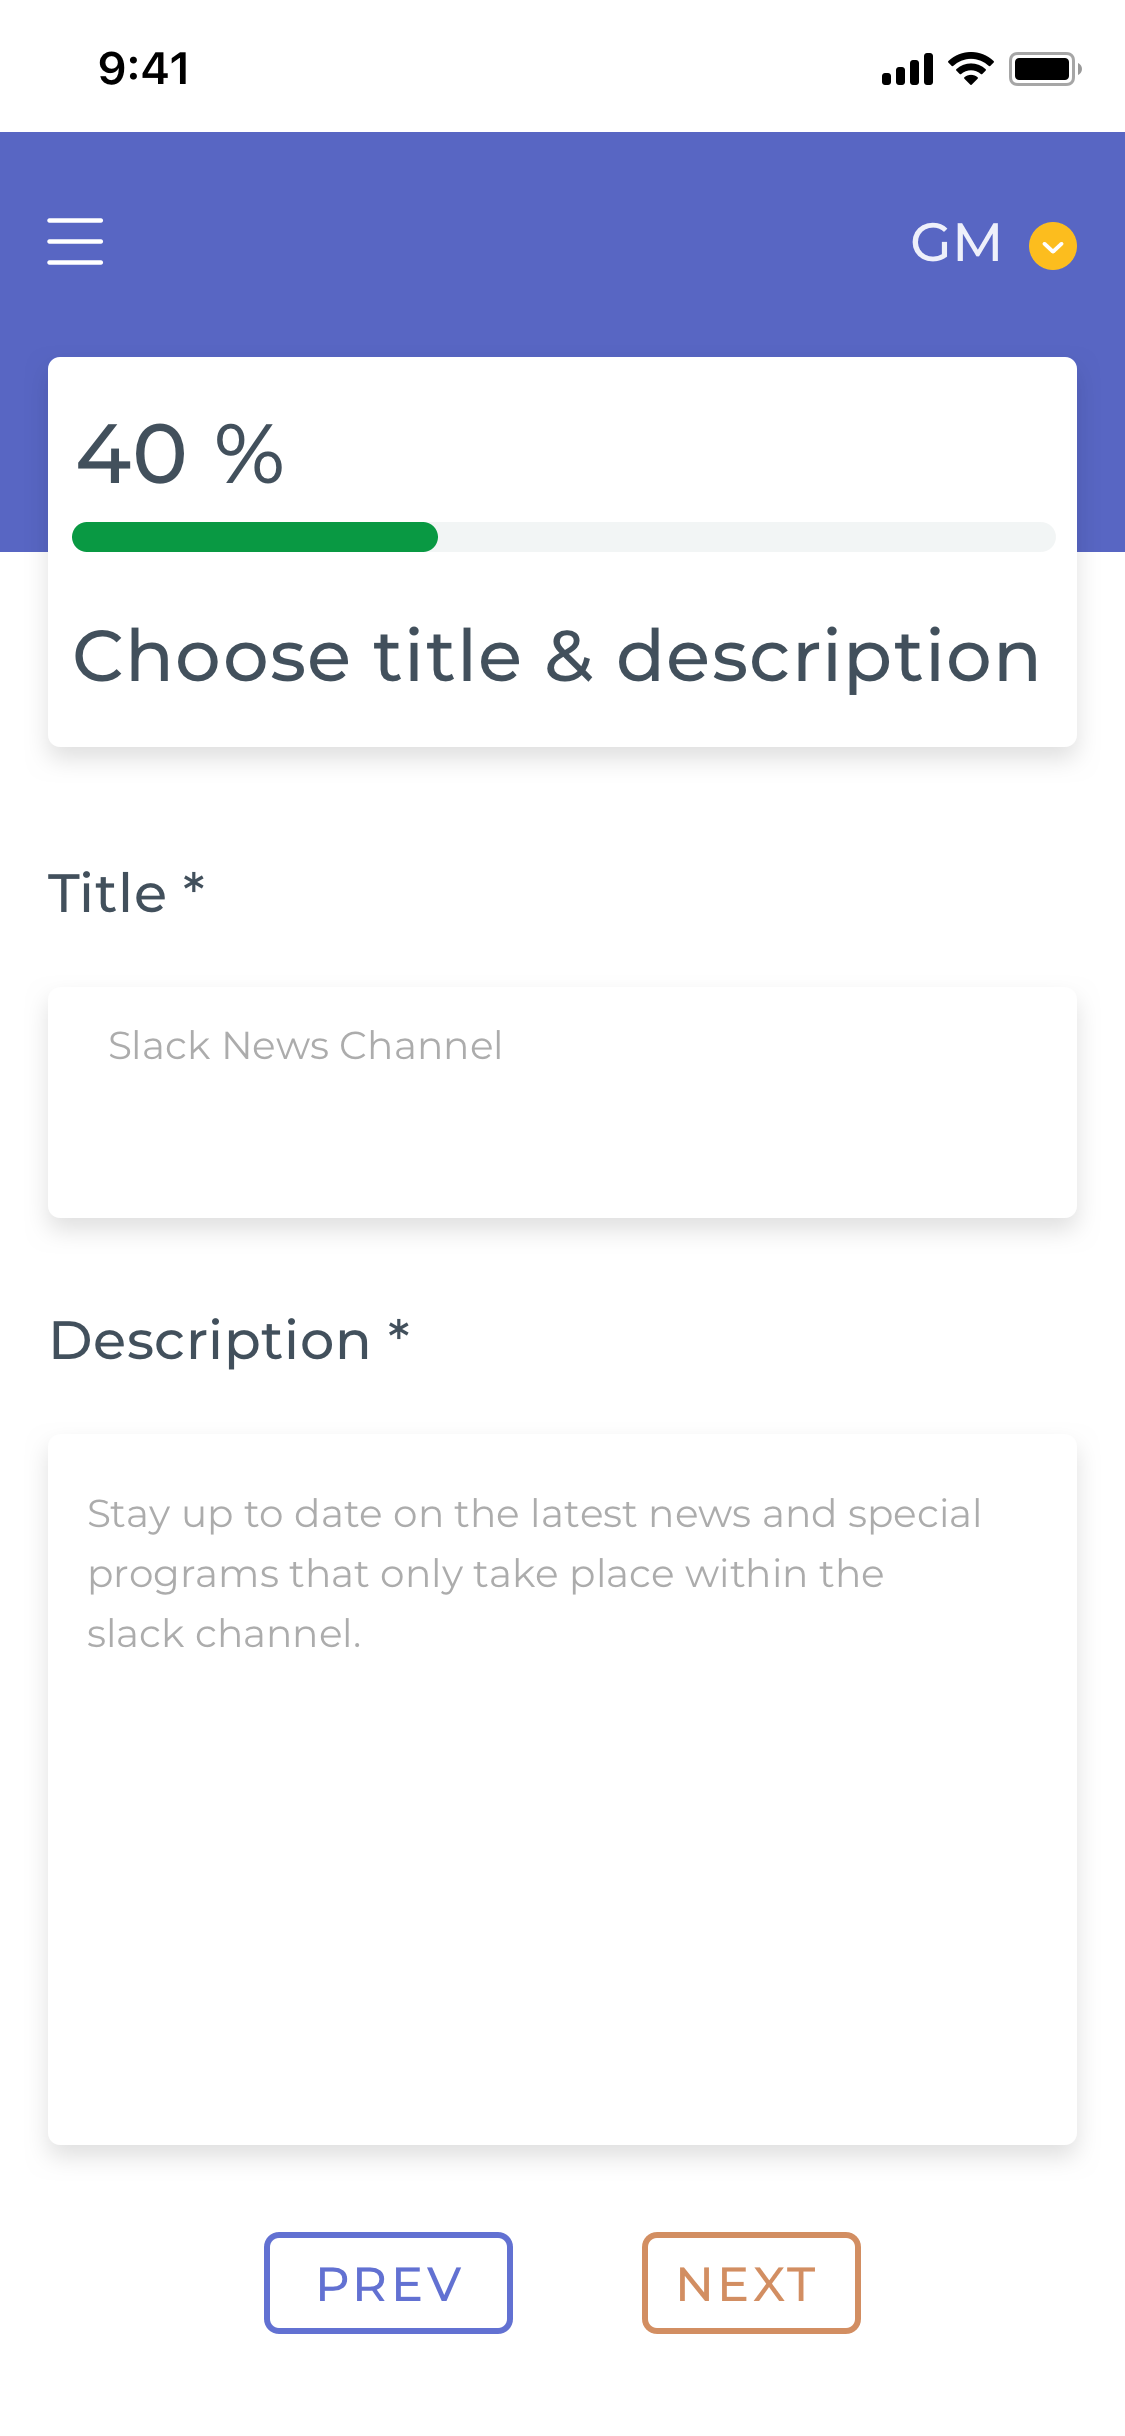 9:41
GM
40 %
Choose title & description
Title *
Slack News Channel
Description *
Stay up to date on the latest news and special
programs that only take place within the
slack channel.
PREV
NEXT